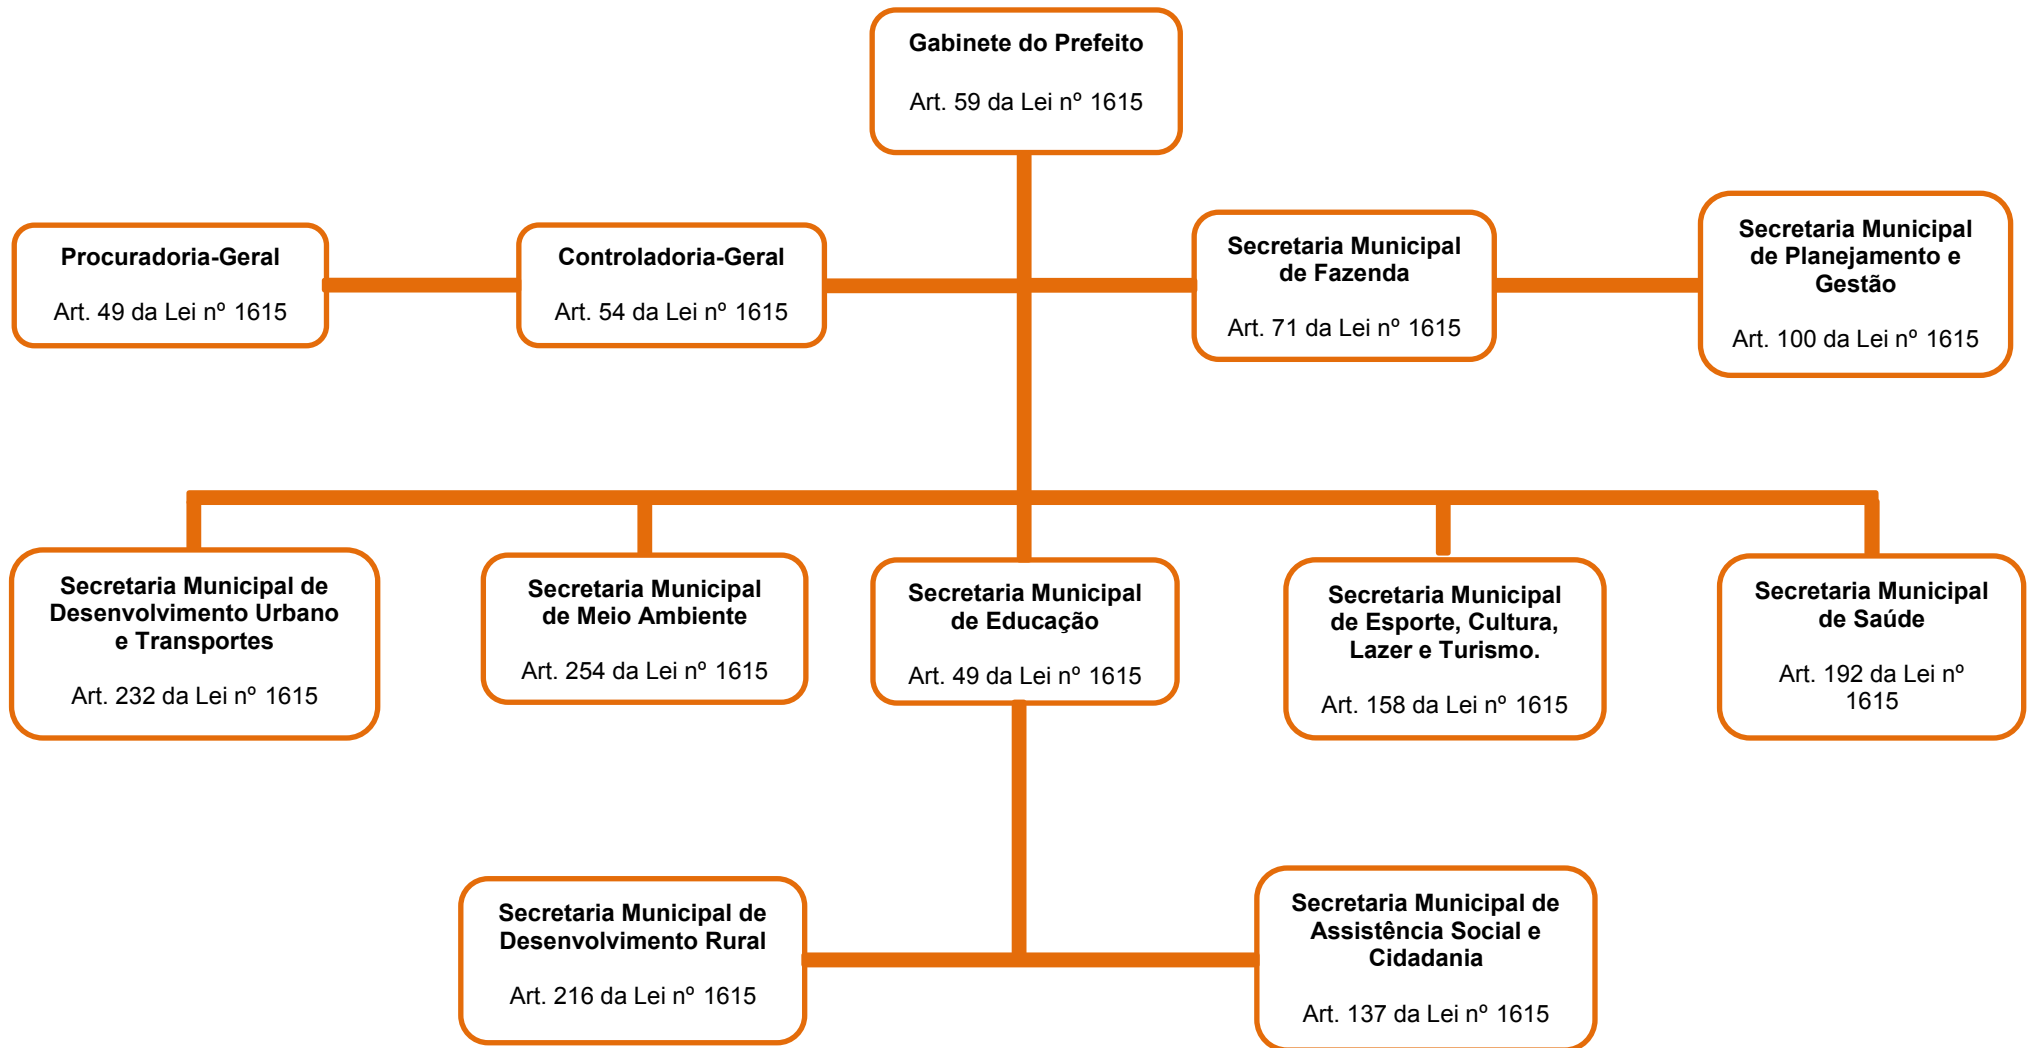 Gabinete do Prefeito
Art. 59 da Lei nº 1615
Procuradoria-Geral
Art. 49 da Lei nº 1615
Controladoria-Geral
Art. 54 da Lei nº 1615
Secretaria Municipal
de Fazenda
Art. 71 da Lei nº 1615
Secretaria Municipal
de Planejamento e
Gestão
Art. 100 da Lei nº 1615
Secretaria Municipal de
Desenvolvimento Urbano
e Transportes
Art. 232 da Lei nº 1615
Secretaria Municipal
de Meio Ambiente
Art. 254 da Lei nº 1615
Secretaria Municipal
de Educação
Art. 49 da Lei nº 1615
Secretaria Municipal
de Esporte, Cultura,
Lazer e Turismo.
Art. 158 da Lei nº 1615
Secretaria Municipal
de Saúde
Art. 192 da Lei nº
1615
Secretaria Municipal de
Desenvolvimento Rural
Art. 216 da Lei nº 1615
Secretaria Municipal de
Assistência Social e
Cidadania
Art. 137 da Lei nº 1615